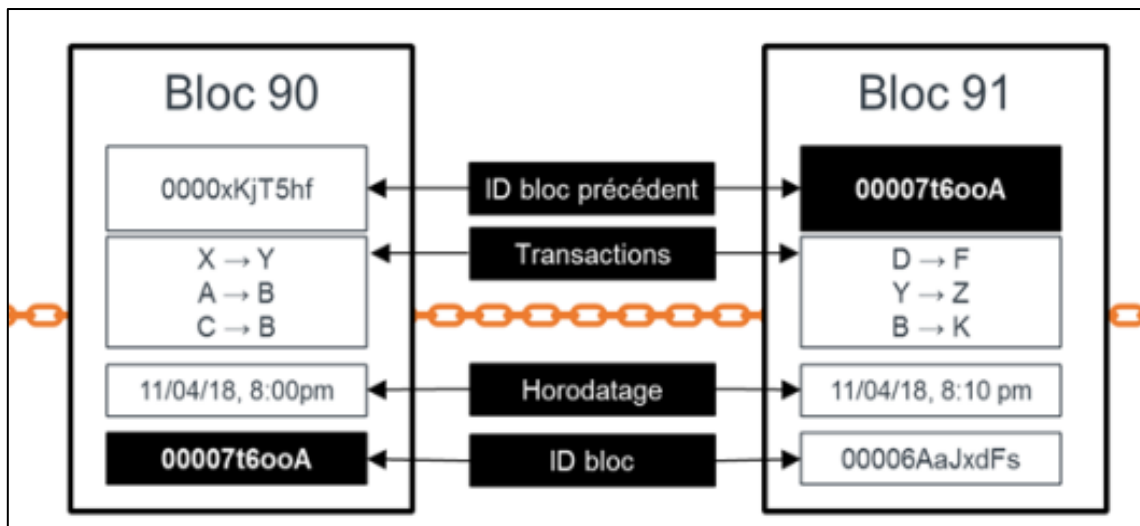 Bloc 90
0000xKjT5hf
X → Y
A → B
C → B
11/04/18, 8:00pm
00007t6ooA
ID bloc précédent
Transactions
Horodatage
ID bloc
Bloc 91
00007t6ooA
D → F
Y → Z
B → K
11/04/18, 8:10 pm
00006AaJxdFs